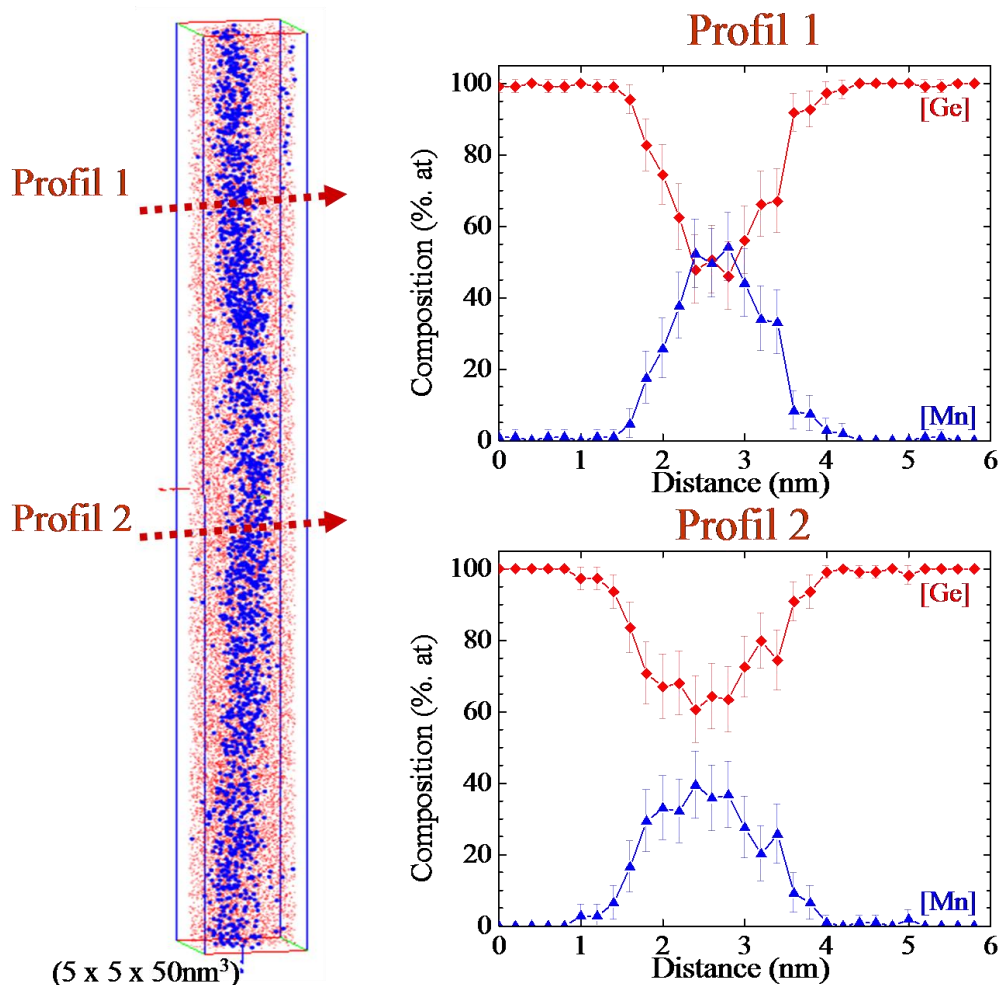 Profil 1
Profil 2
(5 x 5 x 50nm³)
Profil 1
100
80
60
40
20
0
Composition (%. at)
[Ge]
[Mn]
0 1 2 3 4 5 6
Distance (nm)
Profil 2
100
80
60
40
20
0
Composition (%. at)
[Ge]
[Mn]
0 1 2 3 4 5 6
Distance (nm)